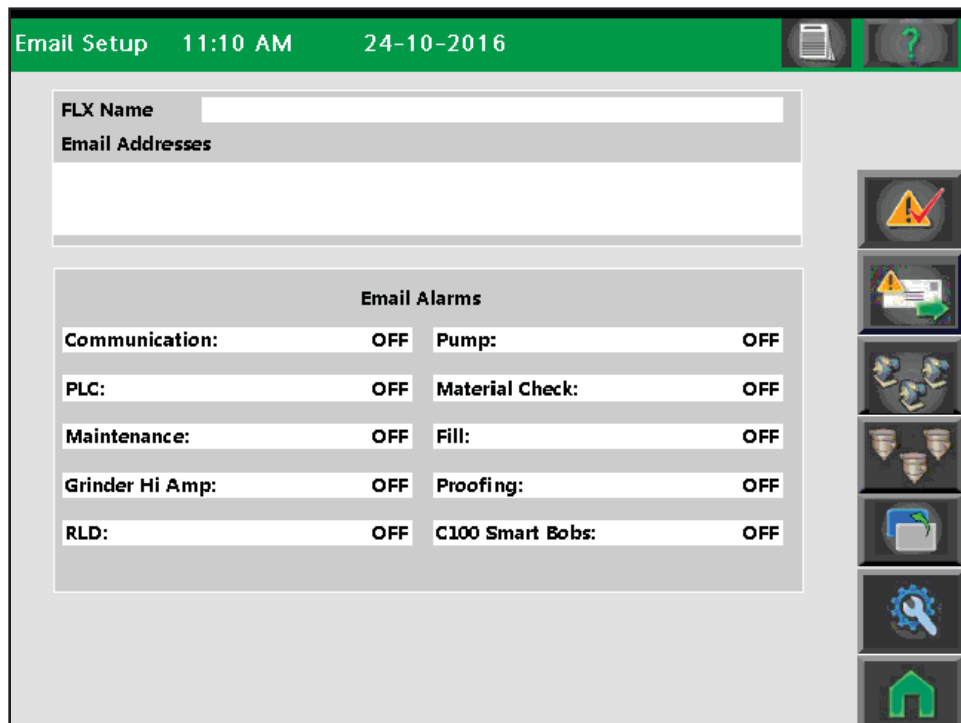 Email Setup 11:10 AM 24-10-2016
FLX Name
Email Addresses
Email Alarms
Communication: OFF Pump: OFF
PLC: OFF Material Check: OFF
Maintenance: OFF Fill: OFF
Grinder Hi Amp: OFF Proofing: OFF
RLD: OFF C100 Smart Bobs: OFF